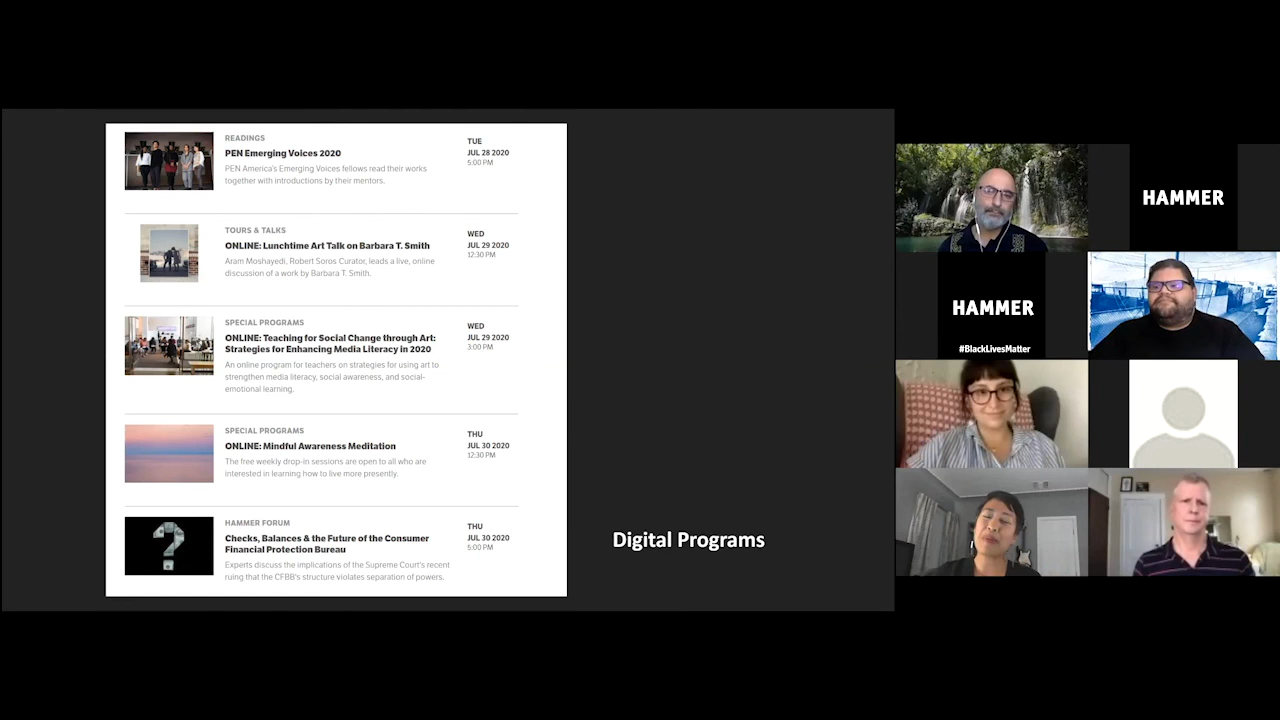 READINGS
PEN Emerging Voices 2020
PEN America's Emerging Voices fellows read their works
together with introductions by their mentors.
TUE
JUL 28 2020
5:00 PM
TOURS & TALKS
ONLINE: Lunchtime Art Talk on Barbara T. Smith
Aram Moshayedi, Robert Soros Curator, leads a live, online
discussion of a work by Barbara T. Smith.
WED
JUL 29 2020
12:30 PM
SPECIAL PROGRAMS
ONLINE: Teaching for Social Change through Art:
Strategies for Enhancing Media Literacy in 2020
An online program for teachers on strategies for using art to
strengthen media literacy, social awareness, and social-
emotional learning.
WED
JUL 29 2020
3:00 PM
SPECIAL PROGRAMS
ONLINE: Mindful Awareness Meditation
The free weekly drop-in sessions are open to all who are
interested in learning how to live more presently.
THU
JUL 30 2020
12:30 PM
HAMMER FORUM
Checks, Balances & the Future of the Consumer
Financial Protection Bureau
Experts discuss the implications of the Supreme Court's recent
ruling that the CFBB's structure violates separation of powers.
THU
JUL 30 2020
5:00 PM
Digital Programs
HAMMER
HAMMER
#BlackLivesMatter